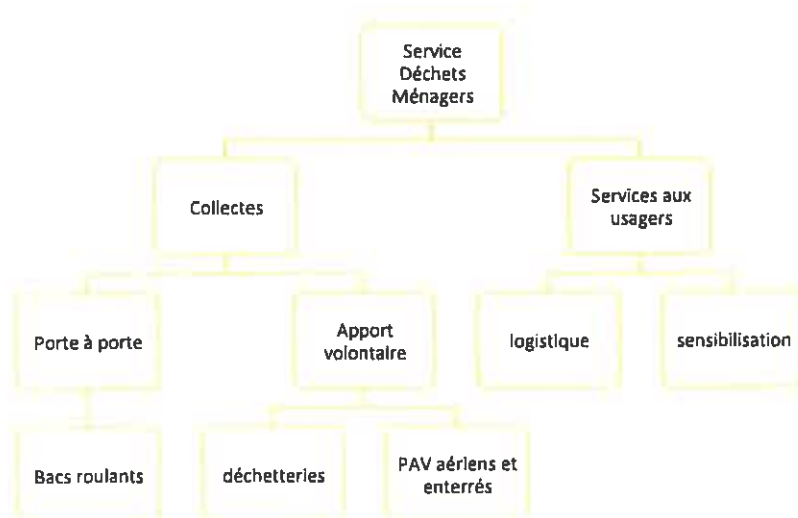 Service
Déchets
Ménagers
Collectes
Services aux
usagers
Porte à porte
Apport
volontaire
logistique
sensibilisation
Bacs roulants
déchetteries
PAV aériens et
enterrés